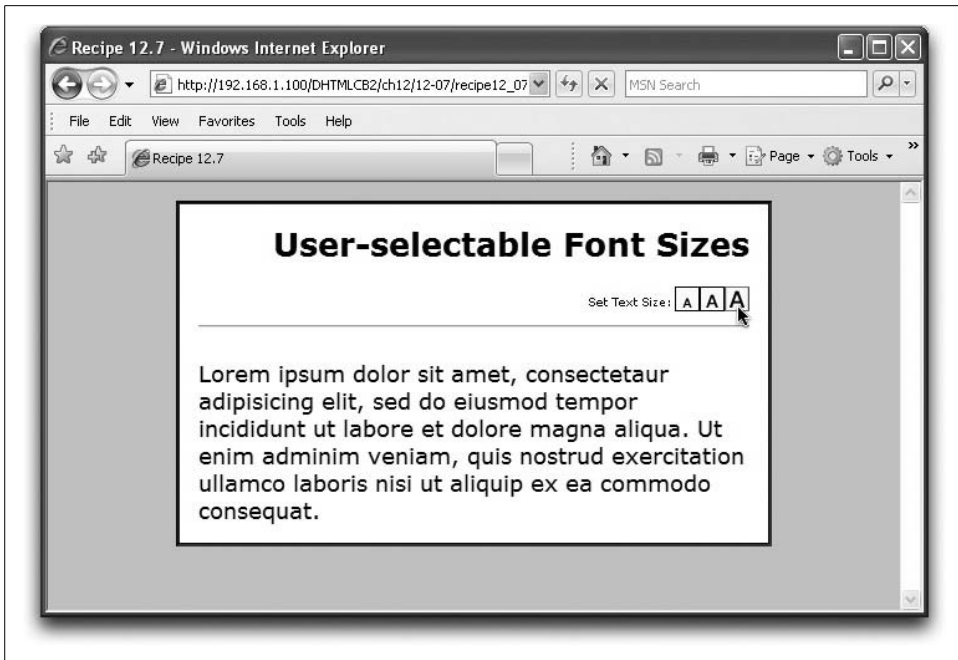 Recipe 12.7 - Windows Internet Explorer
http://192.168.1.100/DHTMLCB2/ch12/12-07/recipe12_07
MSN Search
File Edit View Favorites Tools Help
Recipe 12.7
Page
Tools
User-selectable Font Sizes
Set Text Size: A A A
Lorem ipsum dolor sit amet, consectetaur
adipisicing elit, sed do eiusmod tempor
incididunt ut labore et dolore magna aliqua. Ut
enim adminim veniam, quis nostrud exercitation
ullamco laboris nisi ut aliquip ex ea commodo
consequat.